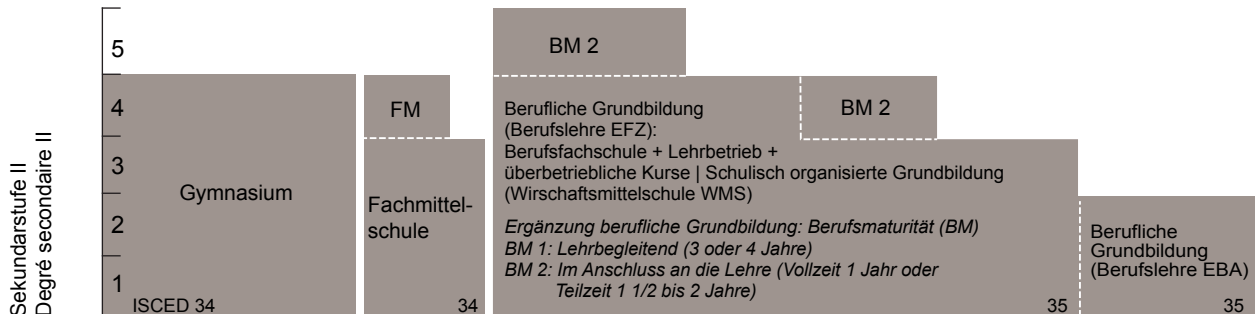 Sekundarstufe II
Degré secondaire II
5
4
3
2
1
Gymnasium
ISCED 34
FM
Fachmittel-
schule
34
BM 2
Berufliche Grundbildung
(Berufslehre EFZ):
Berufsfachschule + Lehrbetrieb +
überbetriebliche Kurse | Schulisch organisierte Grundbildung
(Wirschaftsmittelschule WMS)
Ergänzung berufliche Grundbildung: Berufsmaturität (BM)
BM 1: Lehrbegleitend (3 oder 4 Jahre)
BM 2: Im Anschluss an die Lehre (Vollzeit 1 Jahr oder
Teilzeit 1 1/2 bis 2 Jahre)
BM 2
35
Berufliche
Grundbildung
(Berufslehre EBA)
35